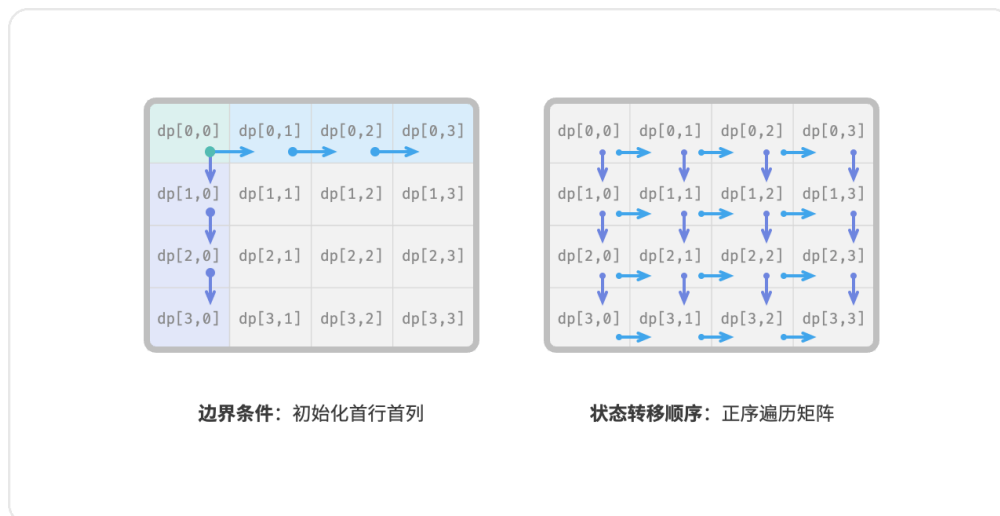 dp[0,0] dp[0,1] dp[0,2] dp[0,3]
dp[1,0] dp[1,1] dp[1,2] dp[1,3]
dp[2,0] dp[2,1] dp[2,2] dp[2,3]
dp[3,0] dp[3,1] dp[3,2] dp[3,3]
边界条件：初始化首行首列
dp[0,0] dp[0,1] dp[0,2] dp[0,3]
dp[1,0] dp[1,1] dp[1,2] dp[1,3]
dp[2,0] dp[2,1] dp[2,2] dp[2,3]
dp[3,0] dp[3,1] dp[3,2] dp[3,3]
状态转移顺序：正序遍历矩阵